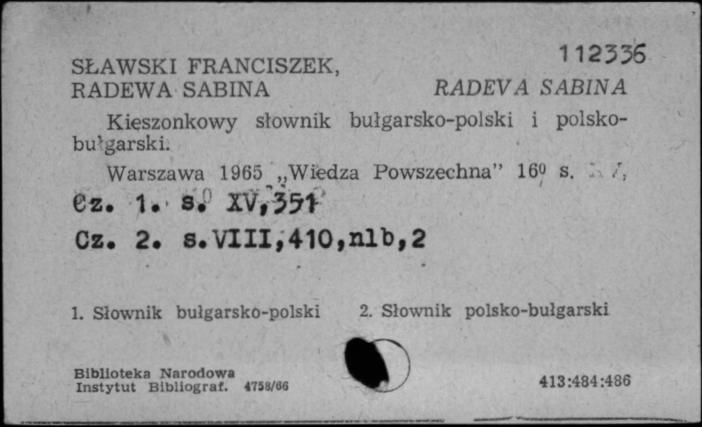 112336
SŁAWSKI FRANCISZEK,
RADEWA SABINA RADEVA SABINA
Kieszonkowy słownik bułgarsko-polski i polsko-
bułgarski.
Warszawa 1965 „Wiedza Powszechna” 16⁰ s.
Cz. 1. s. XV,351
Cz. 2. s.VIII,410,nlb,2
1. Słownik bułgarsko-polski 2. Słownik polsko-bułgarski
Biblioteka Narodowa
Instytut Bibliograf. 4758/66 413:484:486